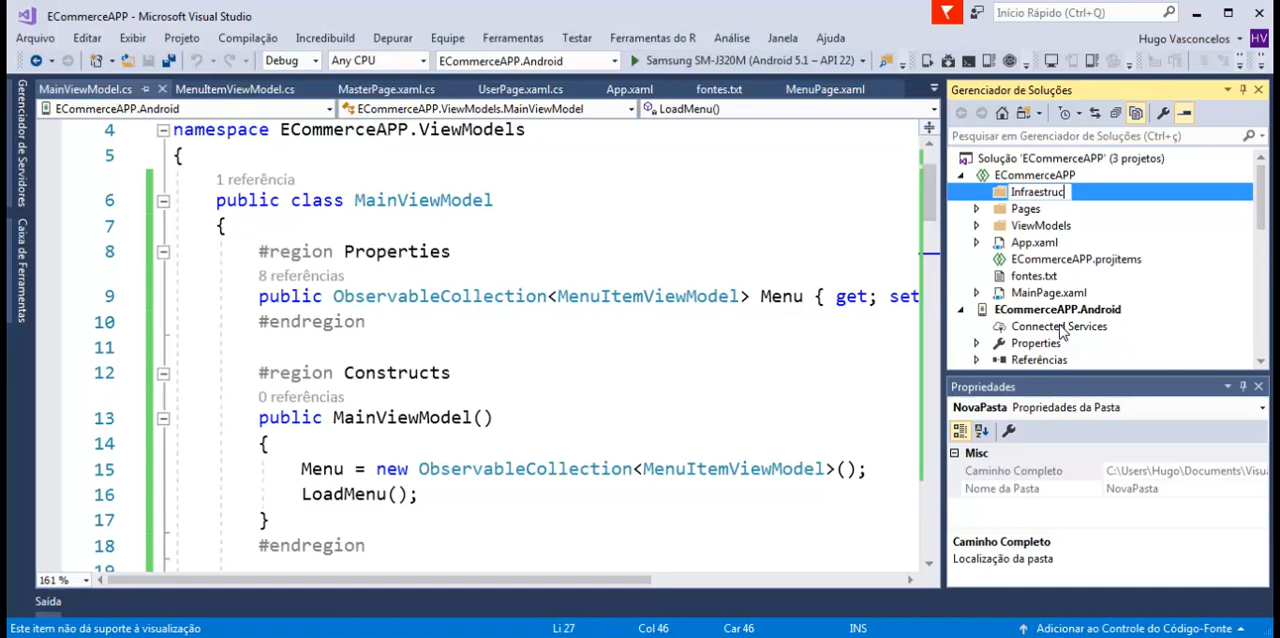 ECommerceAPP - Microsoft Visual Studio
Início Rápido (Ctrl+Q)
Arquivo Editar Exibir Projeto Compilação Incredibuild Depurar Equipe Ferramentas Testar Ferramentas do R Análise Janela Ajuda Hugo Vasconcelos HV
Debug Any CPU ECommerceAPP.Android Samsung SM-J320M (Android 5.1 – API 22)
Gerenciador de Servidores
Caixa de Ferramentas
MainViewModel.cs MenuItemViewModel.cs MasterPage.xaml.cs UserPage.xaml.cs App.xaml fontes.txt MenuPage.xaml
ECommerceAPP.Android ECommerceAPP.ViewModels.MainViewModel LoadMenu()
4 namespace ECommerceAPP.ViewModels
5 {
1 referência
6 public class MainViewModel
7 {
8 #region Properties
8 referências
9 public ObservableCollection<MenuItemViewModel> Menu { get; set
10 #endregion
11
12 #region Constructs
0 referências
13 public MainViewModel()
14 {
15 Menu = new ObservableCollection<MenuItemViewModel>();
16 LoadMenu();
17 }
18 #endregion
19
161 %
Gerenciador de Soluções
Pesquisar em Gerenciador de Soluções (Ctrl+ç)
Solução 'ECommerceAPP' (3 projetos)
ECommerceAPP
Infraestruc
Pages
ViewModels
App.xaml
ECommerceAPP.projitems
fontes.txt
MainPage.xaml
ECommerceAPP.Android
Connected Services
Properties
Referências
Propriedades
NovaPasta Propriedades da Pasta
Misc
Caminho Completo C:\Users\Hugo\Documents\Visua
Nome da Pasta NovaPasta
Caminho Completo
Localização da pasta
Saída
Este item não dá suporte à visualização Li 27 Col 46 Car 46 INS Adicionar ao Controle do Código-Fonte